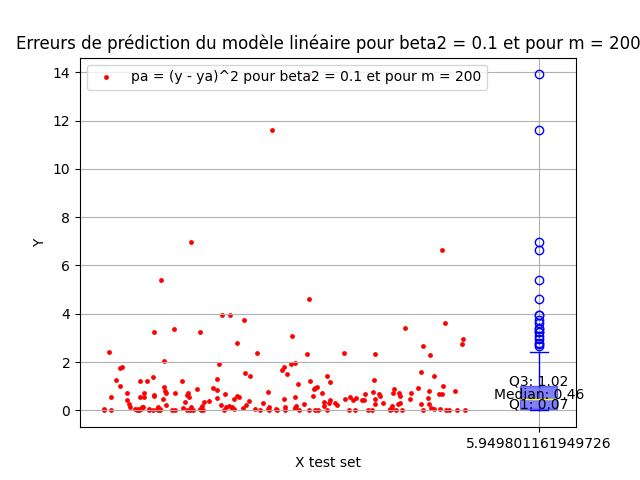 Erreurs de prédiction du modèle linéaire pour beta2 = 0.1 et pour m = 200
pa = (y - ya)^2 pour beta2 = 0.1 et pour m = 200
14
12
10
8
6
4
2
0
Y
Q3: 1.02
Median: 0.46
Q1: 0.07
5.949801161949726
X test set